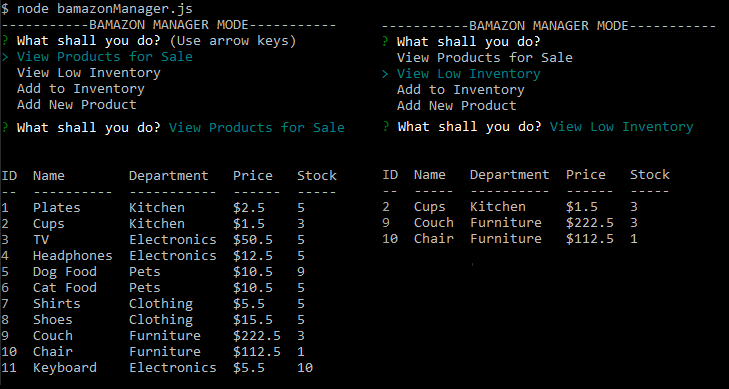 $ node bamazonManager.js
-----------BAMAZON MANAGER MODE-----------
? What shall you do? (Use arrow keys)
> View Products for Sale
View Low Inventory
Add to Inventory
Add New Product
? What shall you do? View Products for Sale
ID Name Department Price Stock
-- ---------- ----------- ------ -----
1 Plates Kitchen $2.5 5
2 Cups Kitchen $1.5 3
3 TV Electronics $50.5 5
4 Headphones Electronics $12.5 5
5 Dog Food Pets $10.5 9
6 Cat Food Pets $10.5 5
7 Shirts Clothing $5.5 5
8 Shoes Clothing $15.5 5
9 Couch Furniture $222.5 3
10 Chair Furniture $112.5 1
11 Keyboard Electronics $5.5 10
-----------BAMAZON MANAGER MODE-----------
? What shall you do?
View Products for Sale
> View Low Inventory
Add to Inventory
Add New Product
? What shall you do? View Low Inventory
ID Name Department Price Stock
-- ----- ---------- ------ -----
2 Cups Kitchen $1.5 3
9 Couch Furniture $222.5 3
10 Chair Furniture $112.5 1